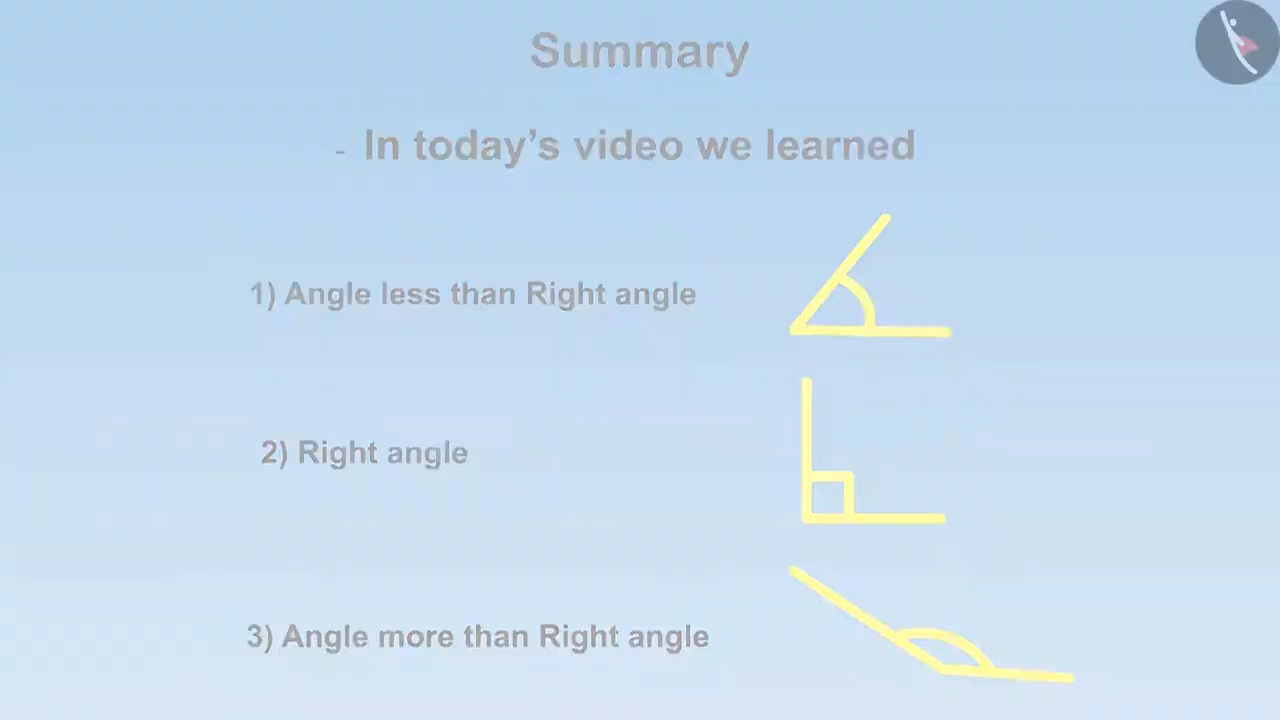 Summary
- In today’s video we learned
1) Angle less than Right angle
2) Right angle
3) Angle more than Right angle